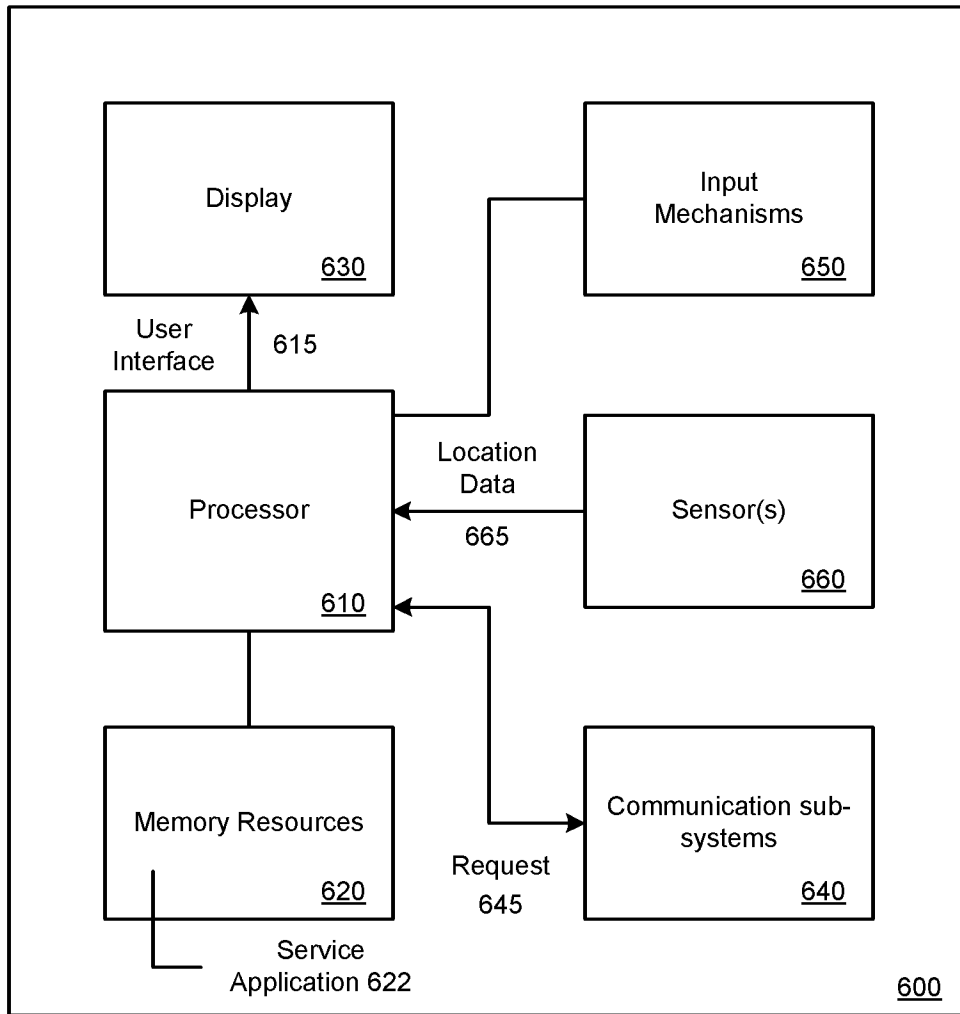 Display
630
Input
Mechanisms
650
User
Interface
615
Processor
610
Location
Data
665
Sensor(s)
660
Memory Resources
620
Service
Application 622
Request
645
Communication sub-
systems
640
600